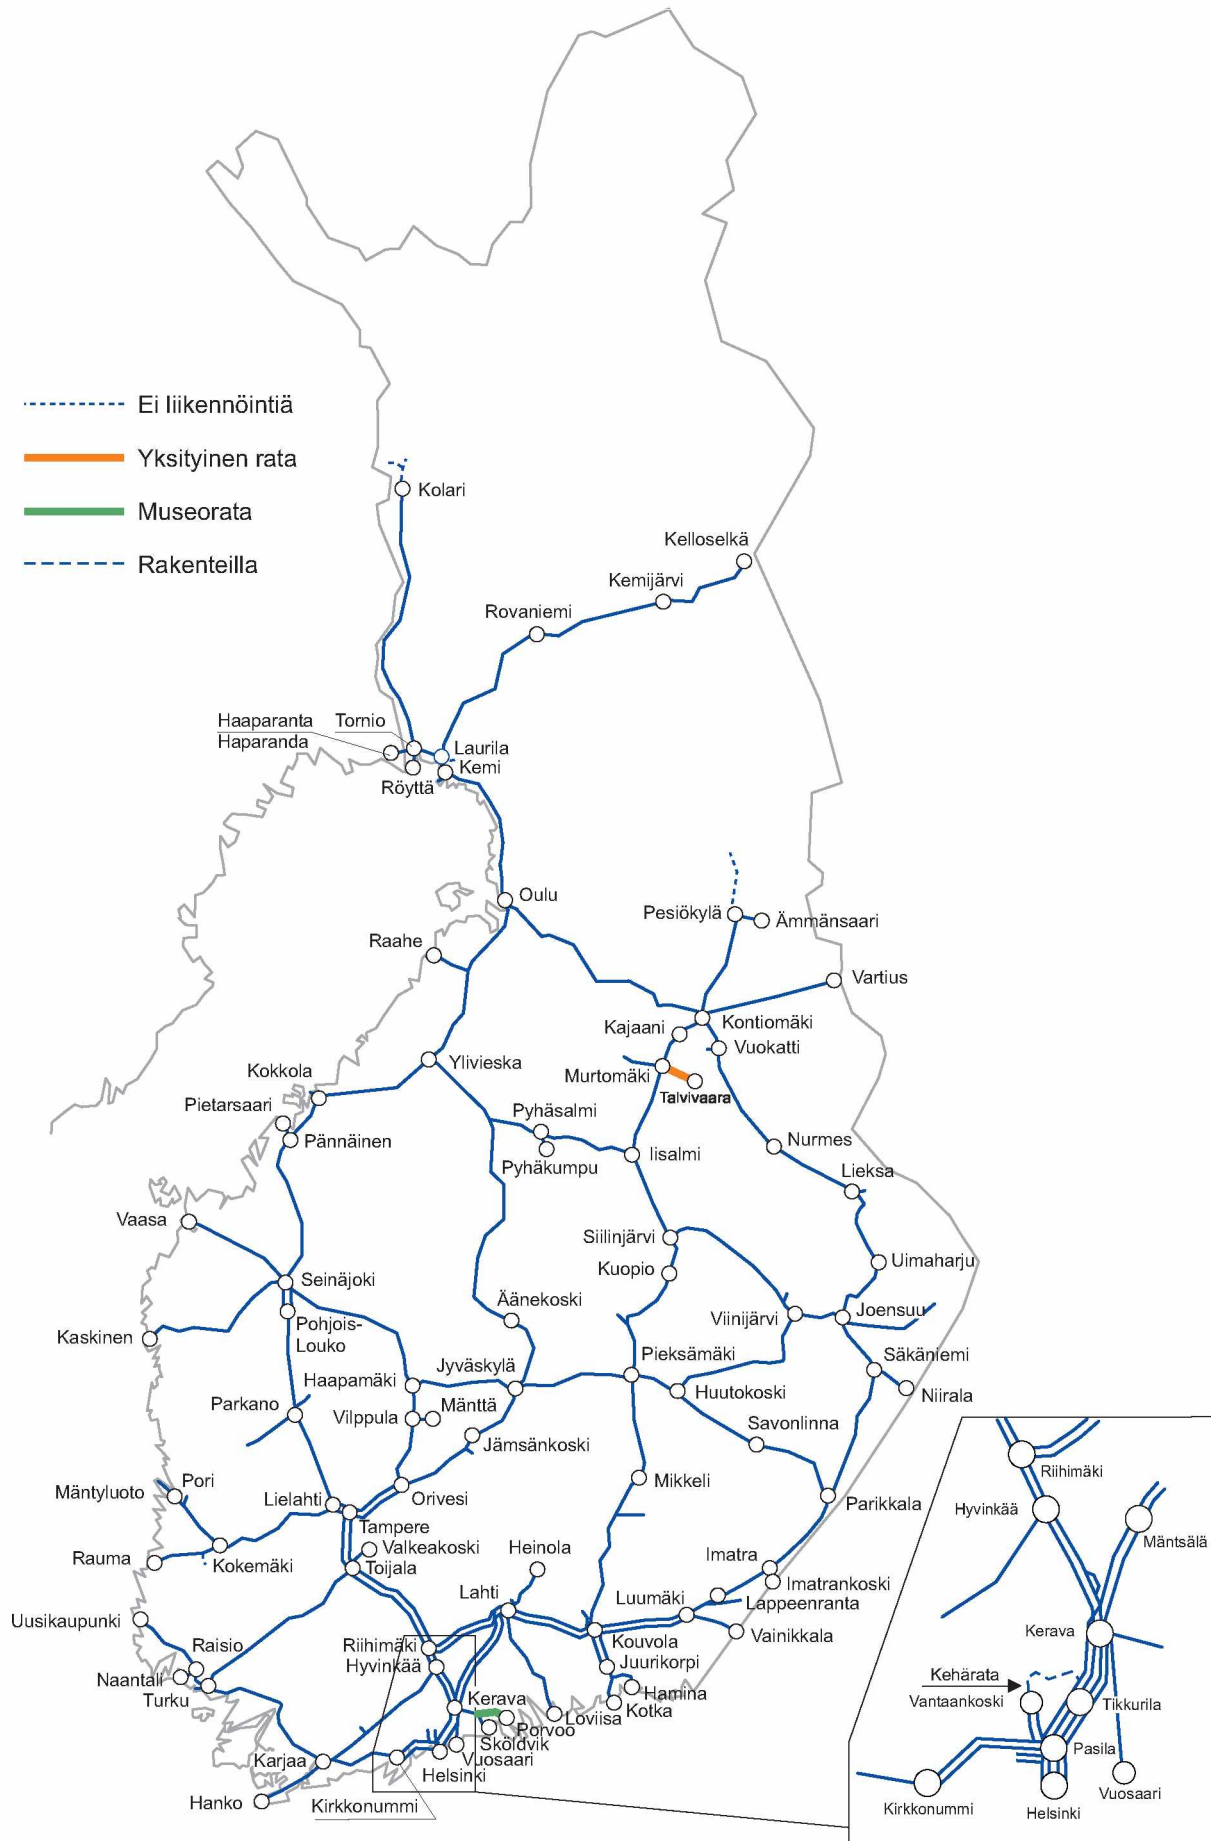 Ei liikennöintiä
Yksityinen rata
Museorata
Rakenteilla
Kolari
Kelloselkä
Kemijärvi
Rovaniemi
Haaparanta
Haparanda
Tornio
Laurila
Kemi
Röyttä
Oulu
Pesiökylä
Ämmänsaari
Raahe
Vartius
Kontiomäki
Kajaani
Vuokatti
Ylivieska
Murtomäki
Talvivaara
Kokkola
Pietarsaari
Pännäinen
Pyhäsalmi
Pyhäkumpu
Iisalmi
Nurmes
Lieksa
Vaasa
Siilinjärvi
Kuopio
Uimaharju
Seinäjoki
Pohjois-
Louko
Äänekoski
Viinijärvi
Joensuu
Kaskinen
Pieksämäki
Säkäniemi
Haapamäki
Jyväskylä
Huutokoski
Niirala
Parkano
Vilppula
Mänttä
Jämsänkoski
Savonlinna
Mikkeli
Mäntyluoto
Pori
Lielahti
Orivesi
Parikkala
Tampere
Valkeakoski
Toijala
Rauma
Kokemäki
Heinola
Imatra
Imatrankoski
Lahti
Luumäki
Lappeenranta
Uusikaupunki
Kouvola
Vainikkala
Raisio
Riihimäki
Hyvinkää
Juurikorpi
Naantali
Turku
Hamina
Kotka
Kerava
Porvoo
Loviisa
Sköldvik
Vuosaari
Karjaa
Helsinki
Hanko
Kirkkonummi
Riihimäki
Hyvinkää
Mäntsälä
Kerava
Kehärata
Vantaankoski
Tikkurila
Pasila
Kirkkonummi
Helsinki
Vuosaari